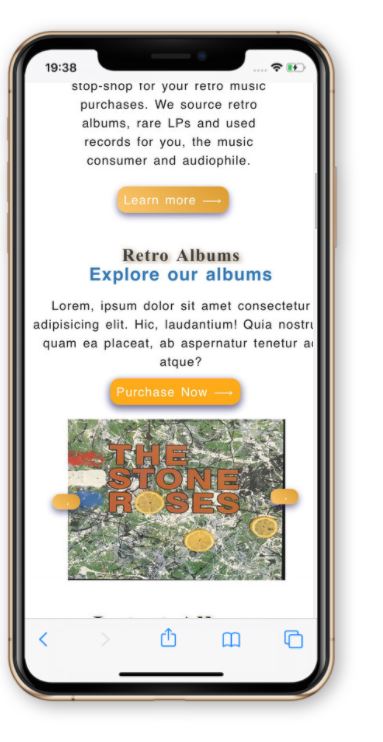 19:38
stop-shop for your retro music
purchases. We source retro
albums, rare LPs and used
records for you, the music
consumer and audiophile.
Learn more →
Retro Albums
Explore our albums
Lorem, ipsum dolor sit amet consectetur
adipisicing elit. Hic, laudantium! Quia nostru
quam ea placeat, ab aspernatur tenetur a
atque?
Purchase Now →
THE
STONE
ROSES